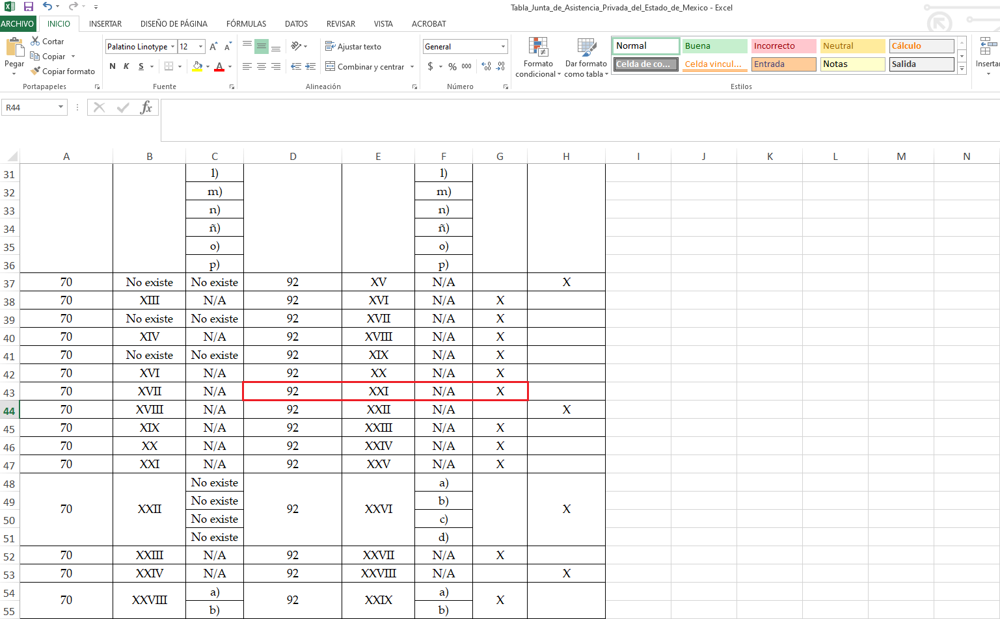 Tabla_Junta_de_Asistencia_Privada_del_Estado_de_Mexico - Excel
ARCHIVO INICIO INSERTAR DISEÑO DE PÁGINA FÓRMULAS DATOS REVISAR VISTA ACROBAT
Pegar
Cortar
Copiar
Copiar formato
Portapapeles
Palatino Linotype 12
N K S
Fuente
Ajustar texto
Combinar y centrar
Alineación
General
$ % 000
Número
Formato condicional
Dar formato como tabla
Normal Buena Incorrecto Neutral Cálculo
Celda de co... Celda vincul... Entrada Notas Salida
Estilos
Insertar
R44 fx
A B C D E F G H I J K L M N
31 l) l)
32 m) m)
33 n) n)
34 ñ) ñ)
35 o) o)
36 p) p)
37 70 No existe No existe 92 XV N/A X
38 70 XIII N/A 92 XVI N/A X
39 70 No existe No existe 92 XVII N/A X
40 70 XIV N/A 92 XVIII N/A X
41 70 No existe No existe 92 XIX N/A X
42 70 XVI N/A 92 XX N/A X
43 70 XVII N/A 92 XXI N/A X
44 70 XVIII N/A 92 XXII N/A X
45 70 XIX N/A 92 XXIII N/A X
46 70 XX N/A 92 XXIV N/A X
47 70 XXI N/A 92 XXV N/A X
48 No existe a)
49 No existe b)
70 XXII 92 XXVI X
50 No existe c)
51 No existe d)
52 70 XXIII N/A 92 XXVII N/A X
53 70 XXIV N/A 92 XXVIII N/A X
54 a) a)
70 XXVIII 92 XXIX X
55 b) b)